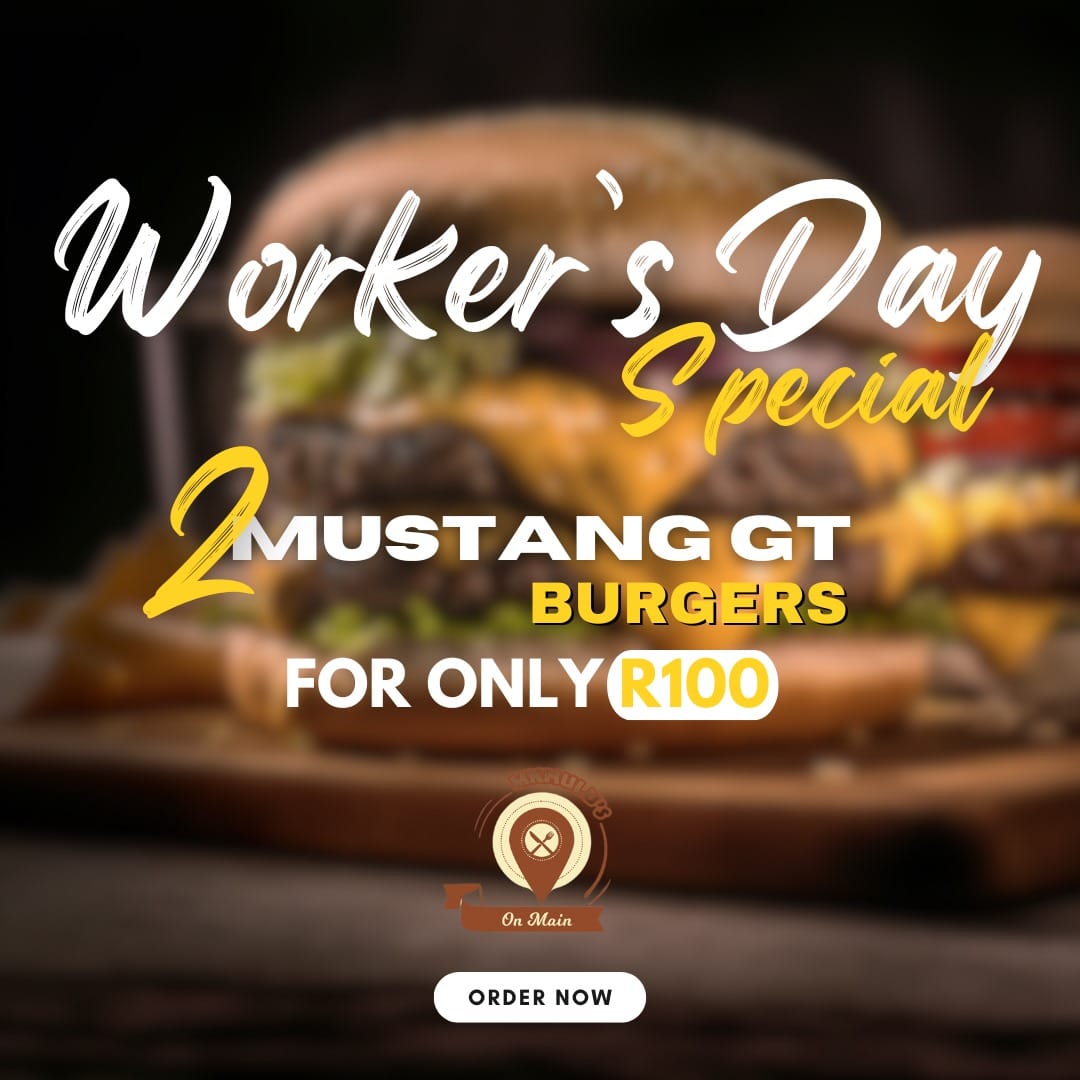 Worker's Day
Special
2 MUSTANG GT
BURGERS
FOR ONLY R100
On Main
ORDER NOW